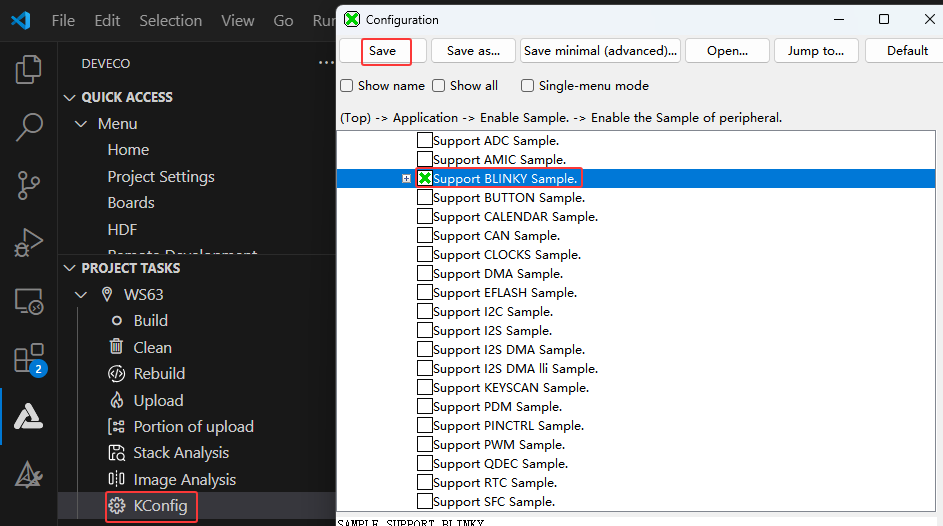 File Edit Selection View Go Run
DEVECO
QUICK ACCESS
Menu
Home
Project Settings
Boards
HDF
Remote Development
PROJECT TASKS
WS63
Build
Clean
Rebuild
Upload
Portion of upload
Stack Analysis
Image Analysis
KConfig
2
Configuration
Save Save as... Save minimal (advanced)... Open... Jump to... Default
Show name Show all Single-menu mode
(Top) -> Application -> Enable Sample. -> Enable the Sample of peripheral.
Support ADC Sample.
Support AMIC Sample.
Support BLINKY Sample.
Support BUTTON Sample.
Support CALENDAR Sample.
Support CAN Sample.
Support CLOCKS Sample.
Support DMA Sample.
Support EFLASH Sample.
Support I2C Sample.
Support I2S Sample.
Support I2S DMA Sample.
Support I2S DMA lli Sample.
Support KEYSCAN Sample.
Support PDM Sample.
Support PINCTRL Sample.
Support PWM Sample.
Support QDEC Sample.
Support RTC Sample.
Support SFC Sample.
SAMPLE_SUPPORT_BLINKY